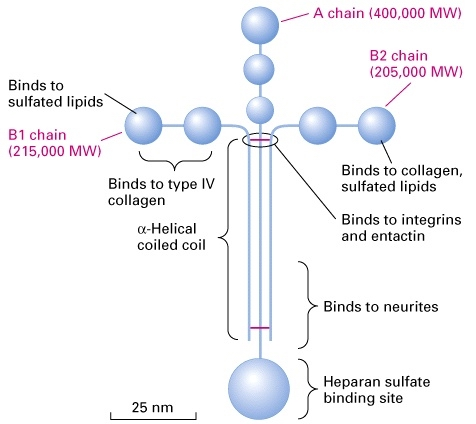 A chain (400,000 MW)
B2 chain
(205,000 MW)
Binds to
sulfated lipids
B1 chain
(215,000 MW)
Binds to type IV
collagen
Binds to collagen,
sulfated lipids
α-Helical
coiled coil
Binds to integrins
and entactin
Binds to neurites
Heparan sulfate
binding site
25 nm